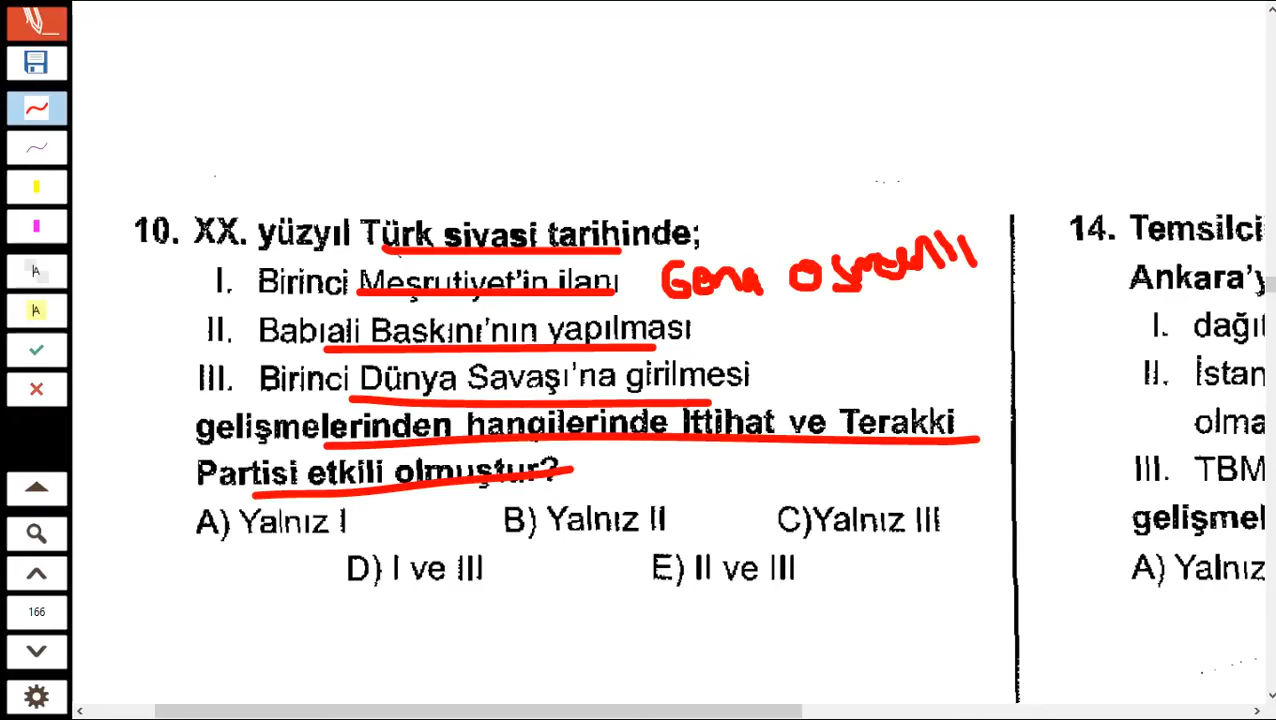 10. XX. yüzyıl Türk siyasi tarihinde;
I. Birinci Meşrutiyet'in ilanı
Genç Osmanlı
II. Babıali Baskını'nın yapılması
III. Birinci Dünya Savaşı'na girilmesi
gelişmelerinden hangilerinde İttihat ve Terakki
Partisi etkili olmuştur?
A) Yalnız I B) Yalnız II C)Yalnız III
D) I ve III E) II ve III
14. Temsilci
Ankara'y
I. dağıt
II. İstan
olma
III. TBM
gelişmel
A) Yalnız
A
A
166